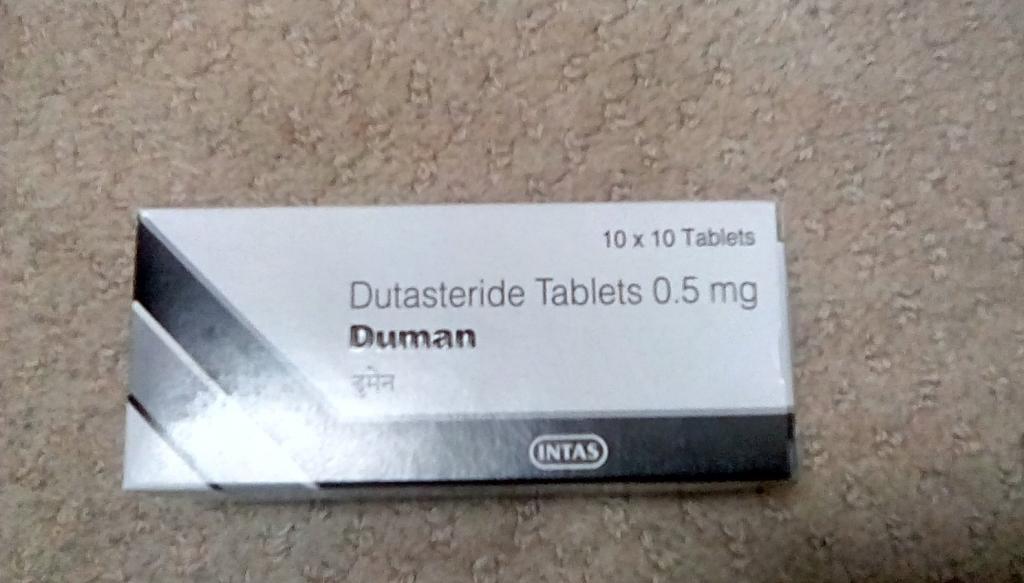 10 x 10 Tablets
Dutasteride Tablets 0.5 mg
Duman
डुमेन
INTAS